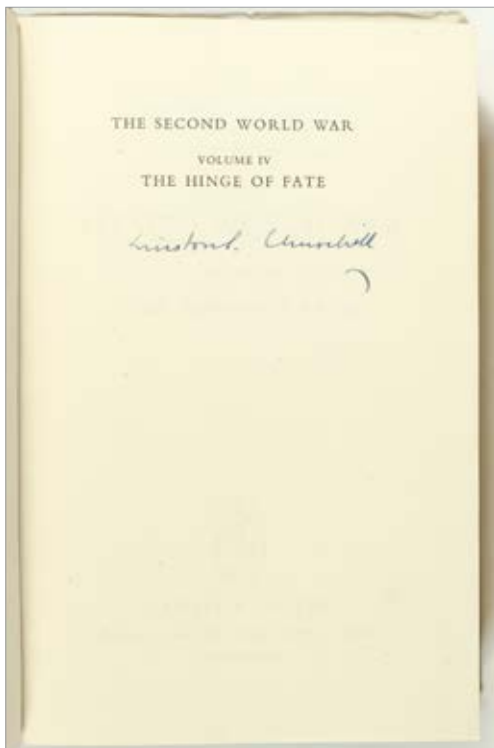 THE SECOND WORLD WAR
VOLUME IV
THE HINGE OF FATE
Winston S. Churchill